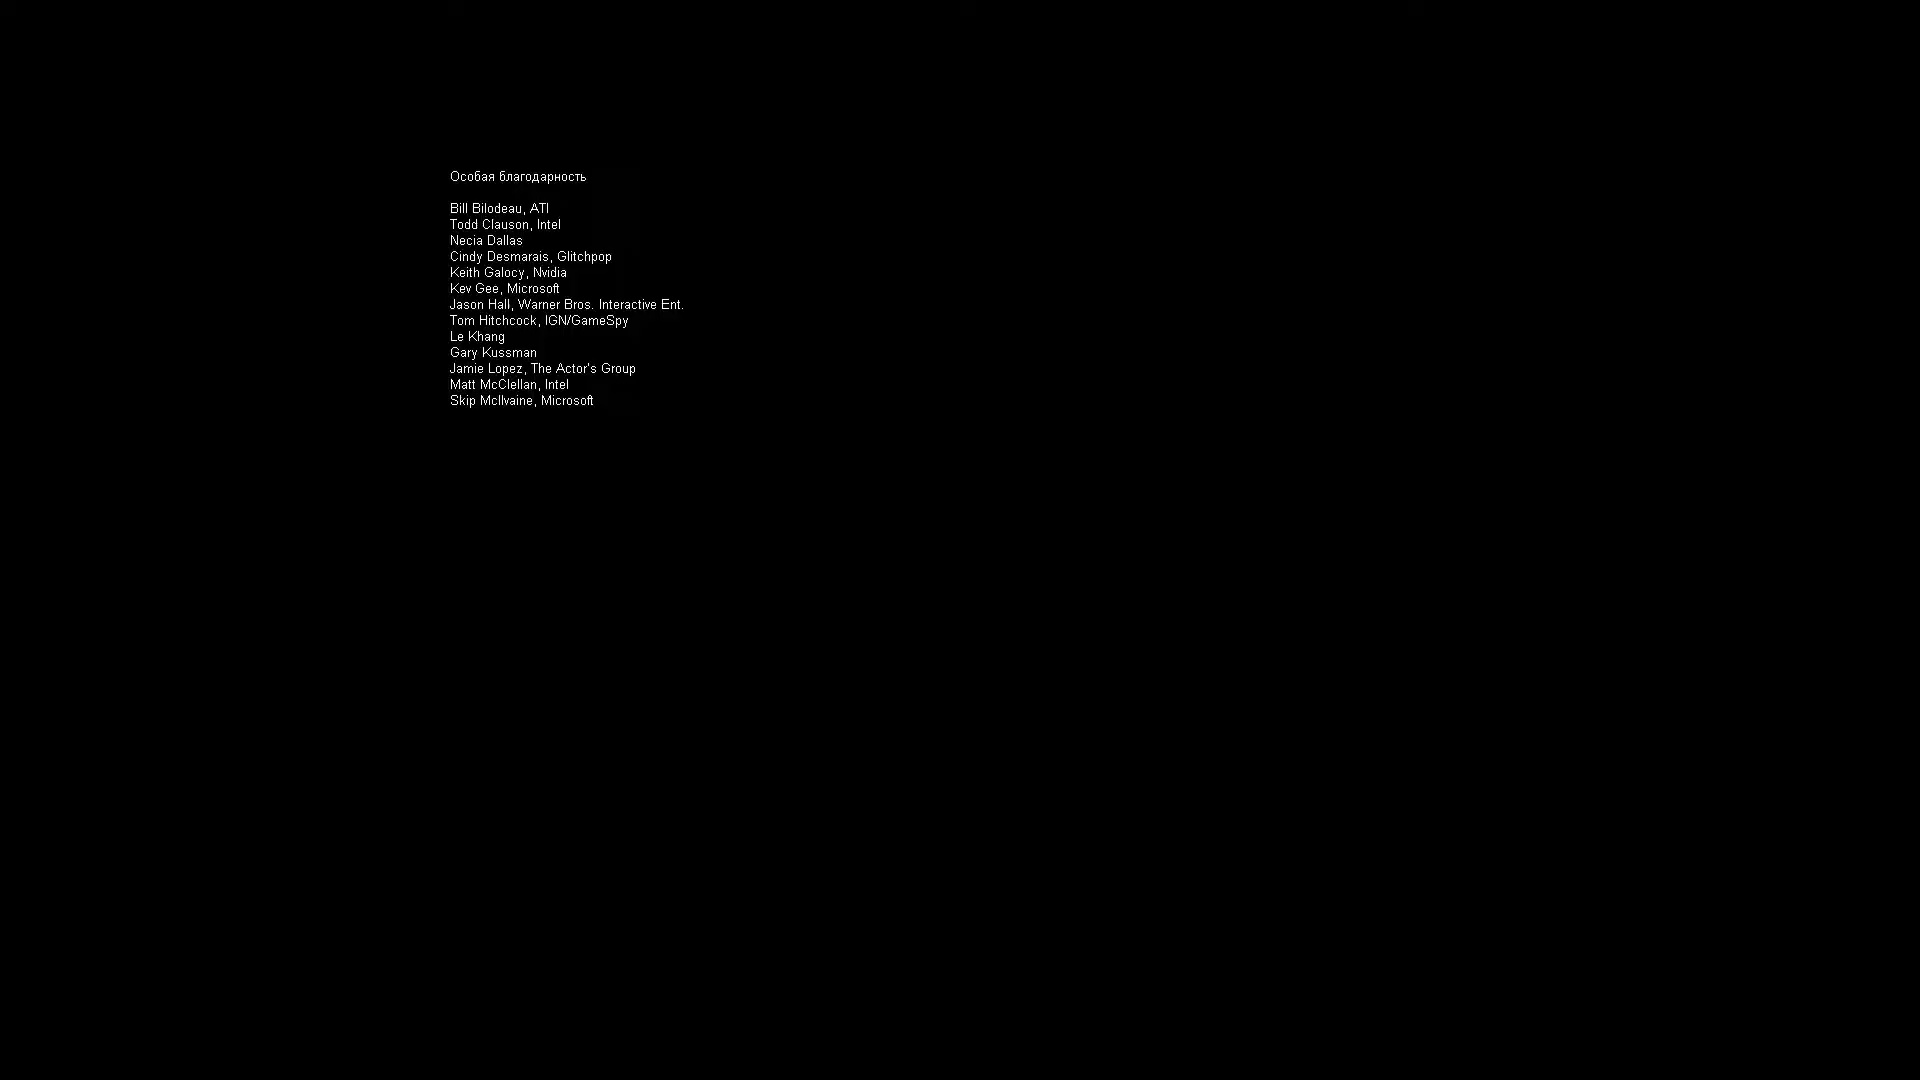 Особая благодарность
Bill Bilodeau, ATI
Todd Clauson, Intel
Necia Dallas
Cindy Desmarais, Glitchpop
Keith Galocy, Nvidia
Kev Gee, Microsoft
Jason Hall, Warner Bros. Interactive Ent.
Tom Hitchcock, IGN/GameSpy
Le Khang
Gary Kussman
Jamie Lopez, The Actor's Group
Matt McClellan, Intel
Skip McIlvaine, Microsoft